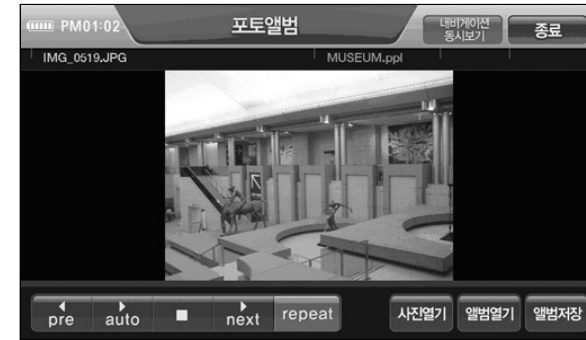 PM01:02
포토앨범
내비게이션
동시보기
종료
IMG_0519.JPG
MUSEUM.ppl
pre
auto
next
repeat
사진열기
앨범열기
앨범저장